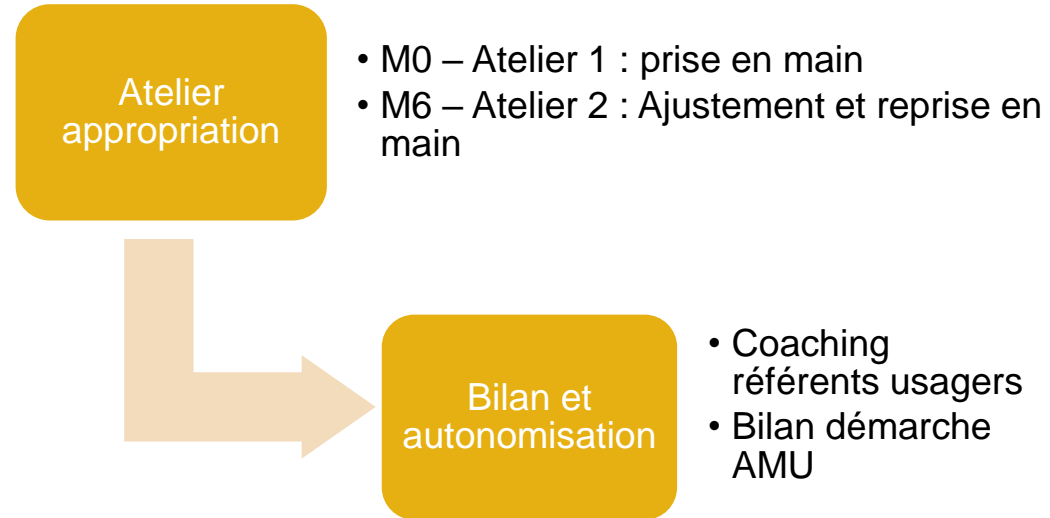 Atelier
appropriation
• M0 – Atelier 1 : prise en main
• M6 – Atelier 2 : Ajustement et reprise en
main
Bilan et
autonomisation
• Coaching
référents usagers
• Bilan démarche
AMU